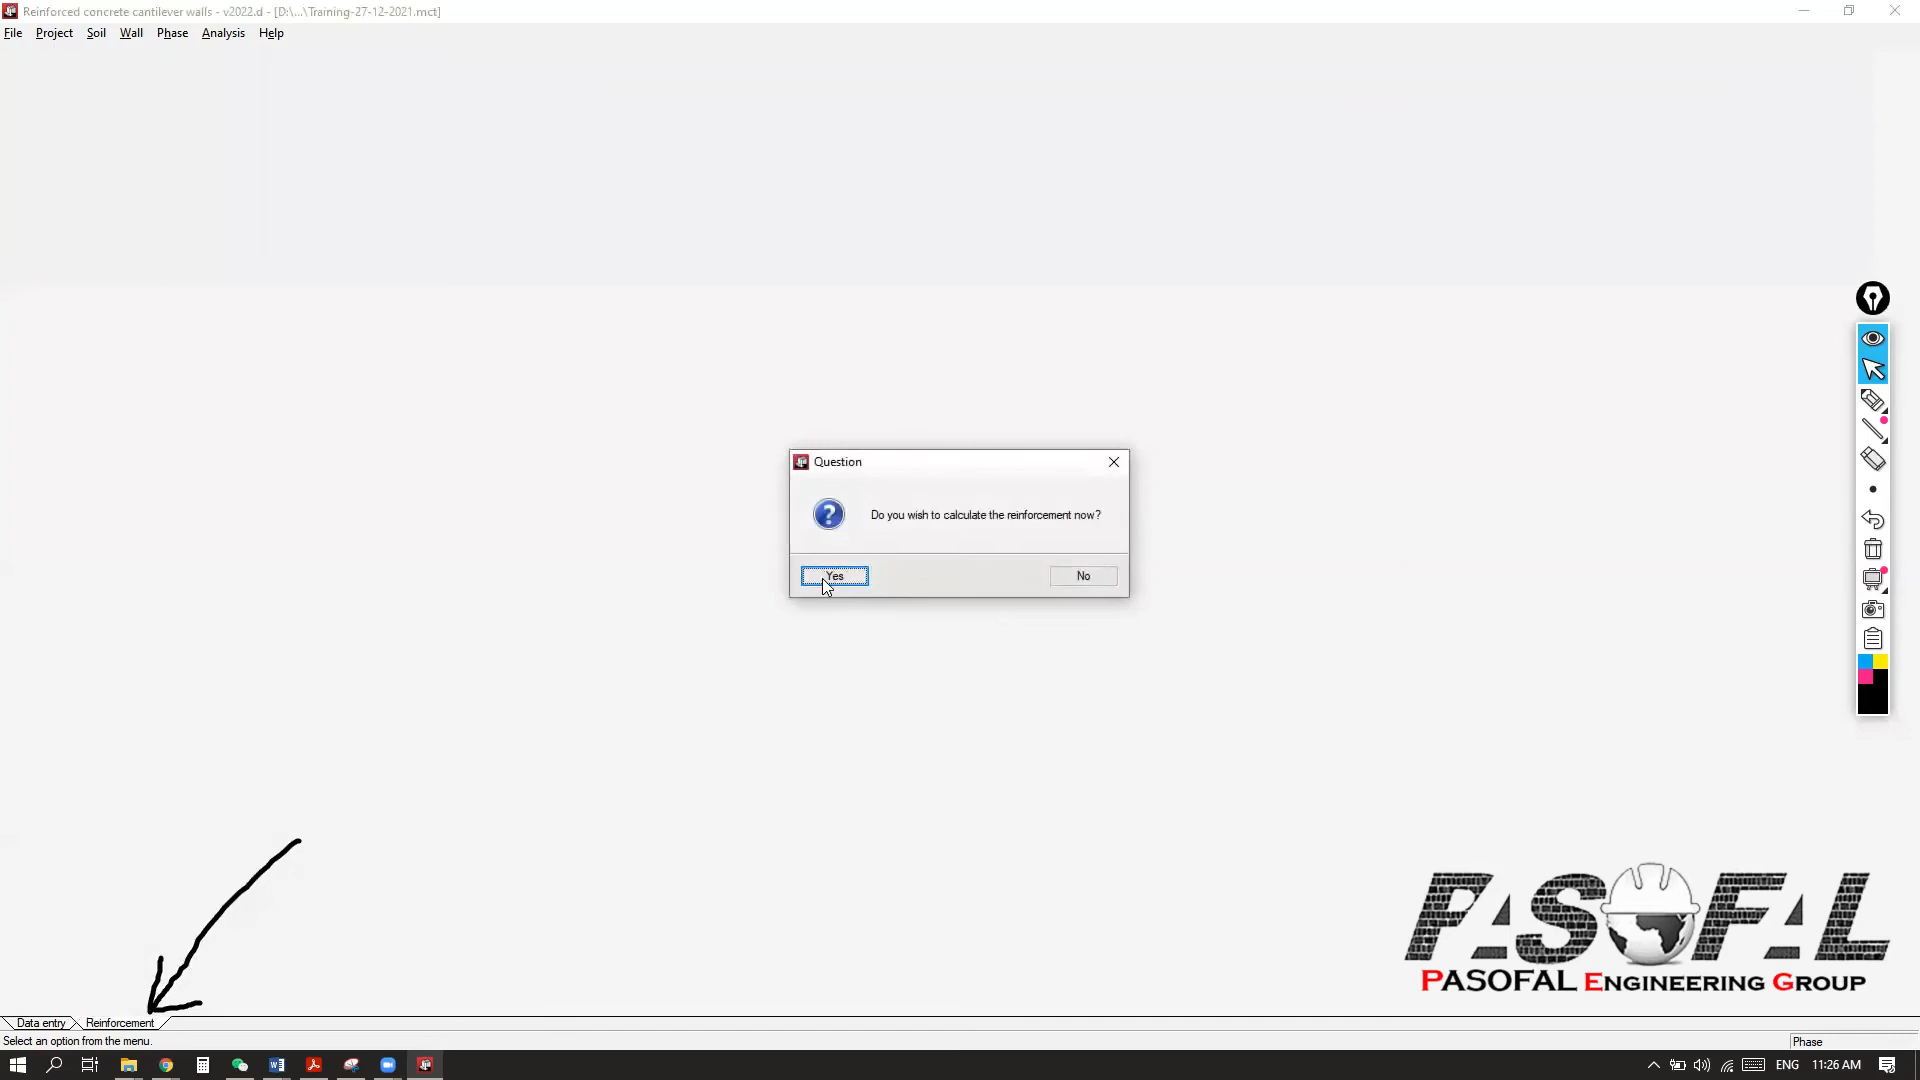 Reinforced concrete cantilever walls - v2022.d - [D:\...\Training-27-12-2021.mct]
File Project Soil Wall Phase Analysis Help
Question
Do you wish to calculate the reinforcement now?
Yes No
PASOFAL
PASOFAL ENGINEERING GROUP
Data entry Reinforcement
Select an option from the menu.
Phase
ENG 11:26 AM